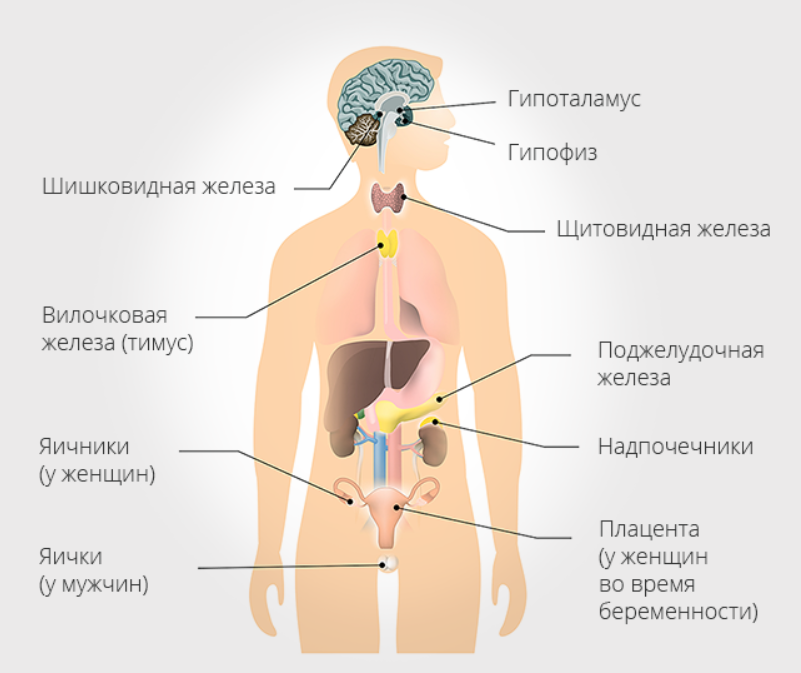 Гипоталамус
Гипофиз
Шишковидная железа
Щитовидная железа
Вилочковая
железа (тимус)
Поджелудочная
железа
Яичники
(у женщин)
Надпочечники
Плацента
(у женщин
во время
беременности)
Яички
(у мужчин)